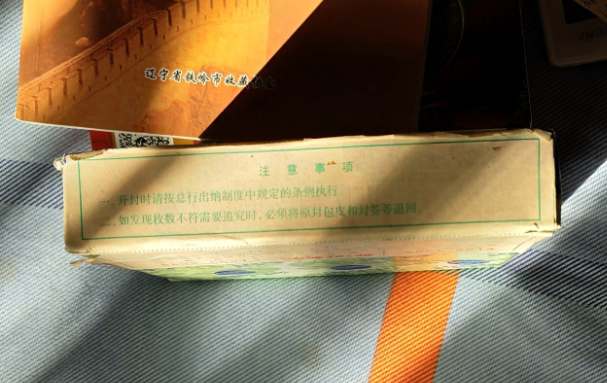 辽宁省铁岭市收藏协会
注意事项
一、开封时请按总行出纳制度中规定的条例执行.
二、如发现枚数不符需要追究时、必须将原封包皮和封签等退回。